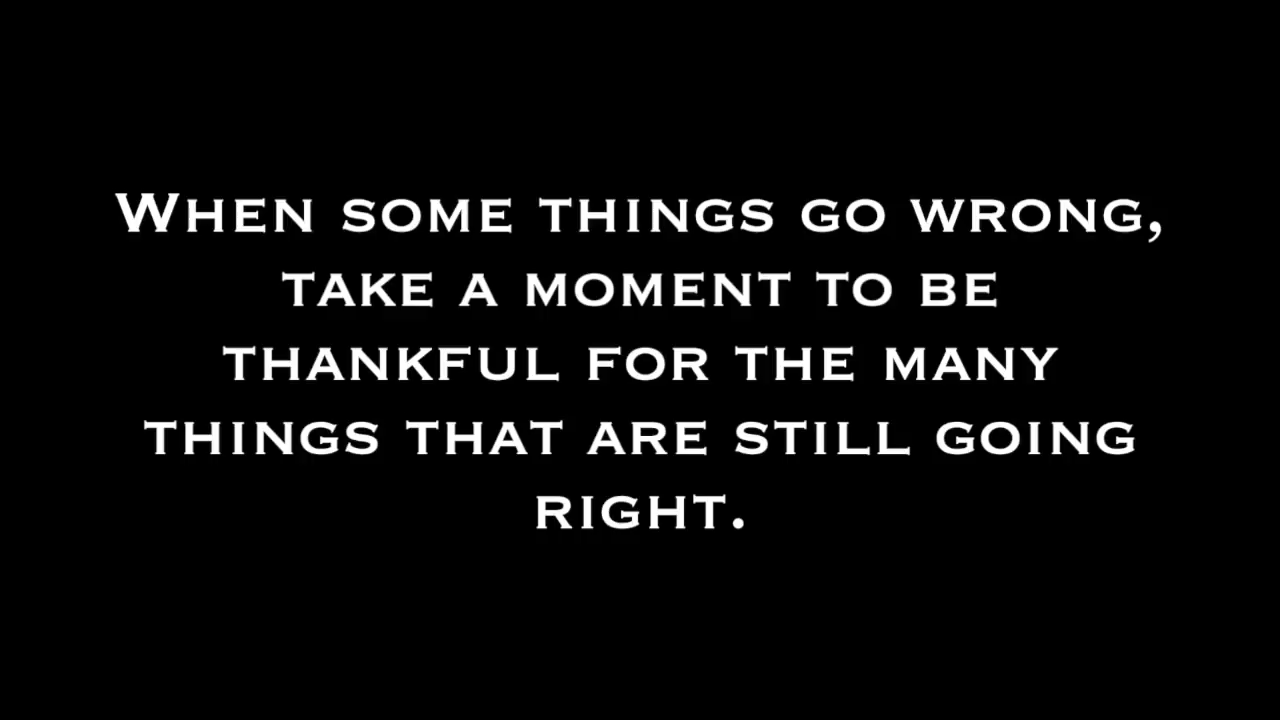 When some things go wrong,
take a moment to be
thankful for the many
things that are still going
right.